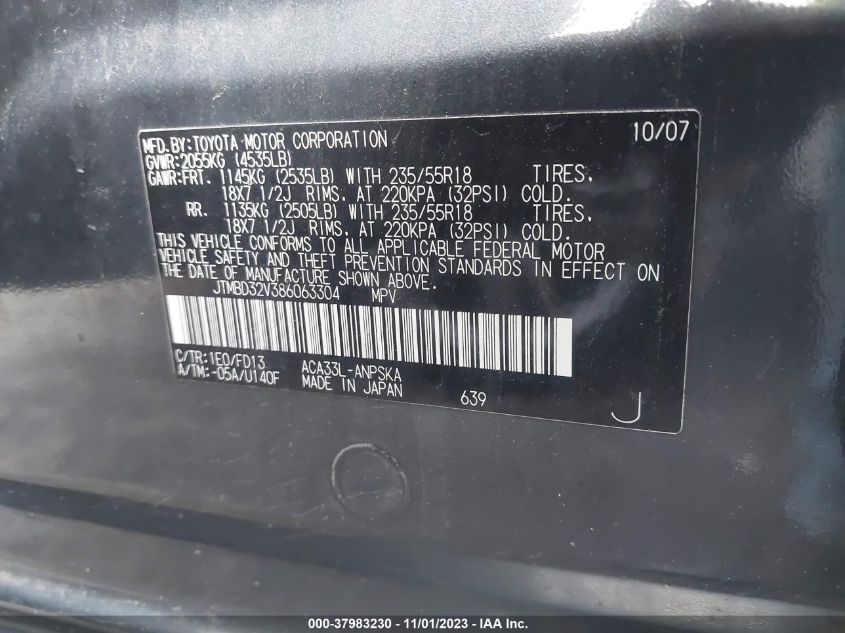 MFD.BY:TOYOTA MOTOR CORPORATION 10/07
GVWR:2055KG (4535LB)
GAWR:FRT. 1145KG (2535LB) WITH 235/55R18 TIRES,
18X7 1/2J RIMS. AT 220KPA (32PSI) COLD.
RR. 1135KG (2505LB) WITH 235/55R18 TIRES,
18X7 1/2J RIMS. AT 220KPA (32PSI) COLD.
THIS VEHICLE CONFORMS TO ALL APPLICABLE FEDERAL MOTOR
VEHICLE SAFETY AND THEFT PREVENTION STANDARDS IN EFFECT ON
THE DATE OF MANUFACTURE SHOWN ABOVE.
JTMBD32V386063304 MPV
C/TR:1E0/FD13 ACA33L-ANPSKA
A/TM:-05A/U140F MADE IN JAPAN
639
J
000-37983230 - 11/01/2023 - IAA Inc.